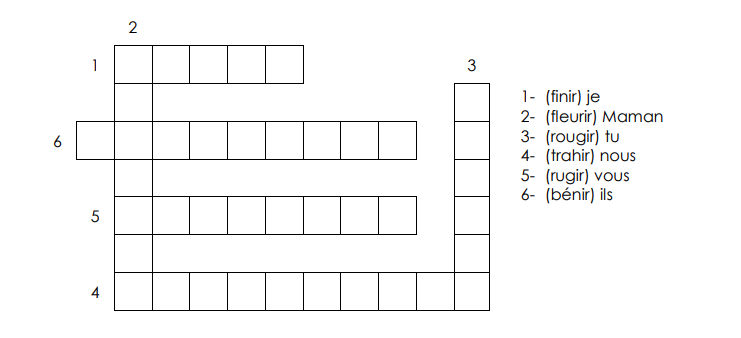 2
1
3
1- (finir) je
2- (fleurir) Maman
3- (rougir) tu
6
4- (trahir) nous
5- (rugir) vous
6- (bénir) ils
5
4